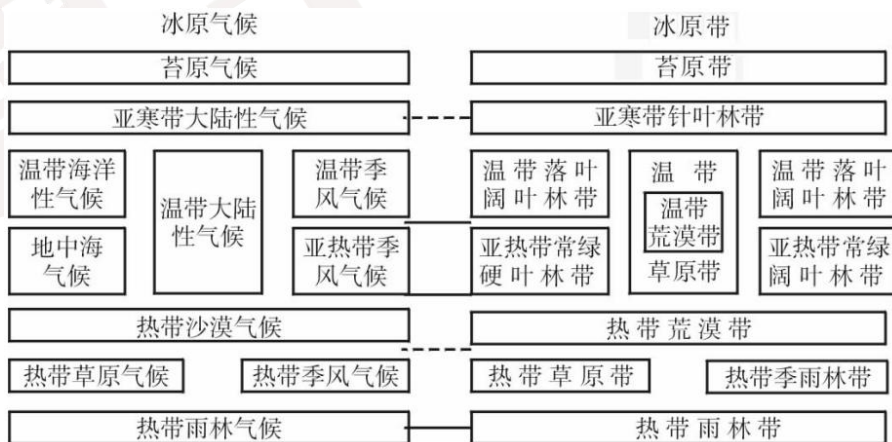 冰原气候
冰原带
苔原气候
苔原带
亚寒带大陆性气候
亚寒带针叶林带
温带海洋
性气候
温带大陆
性气候
温带季
风气候
地中海
气候
亚热带季
风气候
温带落叶
阔叶林带
温带
温带
荒漠带
草原带
温带落叶
阔叶林带
亚热带常绿
硬叶林带
亚热带常绿
阔叶林带
热带沙漠气候
热带荒漠带
热带草原气候
热带季风气候
热带草原带
热带季雨林带
热带雨林气候
热带雨林带